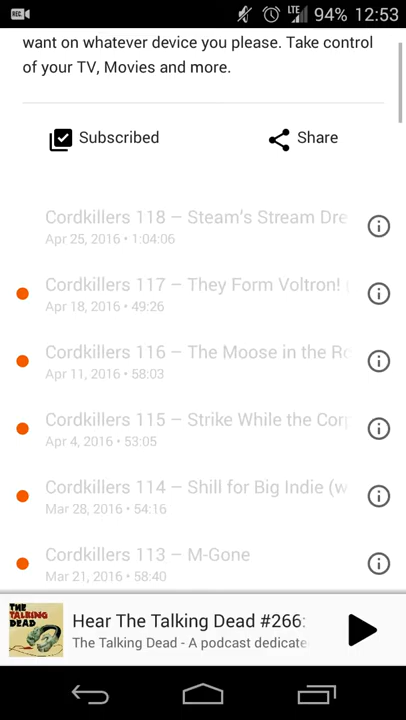 REC
LTE
94%
12:53
want on whatever device you please. Take control
of your TV, Movies and more.
Subscribed
Share
Cordkillers 118 – Steam's Stream Dre
Apr 25, 2016 • 1:04:06
Cordkillers 117 – They Form Voltron!
Apr 18, 2016 • 49:26
Cordkillers 116 – The Moose in the Ro
Apr 11, 2016 • 58:03
Cordkillers 115 – Strike While the Cor
Apr 4, 2016 • 53:05
Cordkillers 114 – Shill for Big Indie (w
Mar 28, 2016 • 54:16
Cordkillers 113 – M-Gone
Mar 21, 2016 • 58:40
THE TALKING DEAD
Hear The Talking Dead #266:
The Talking Dead - A podcast dedicate